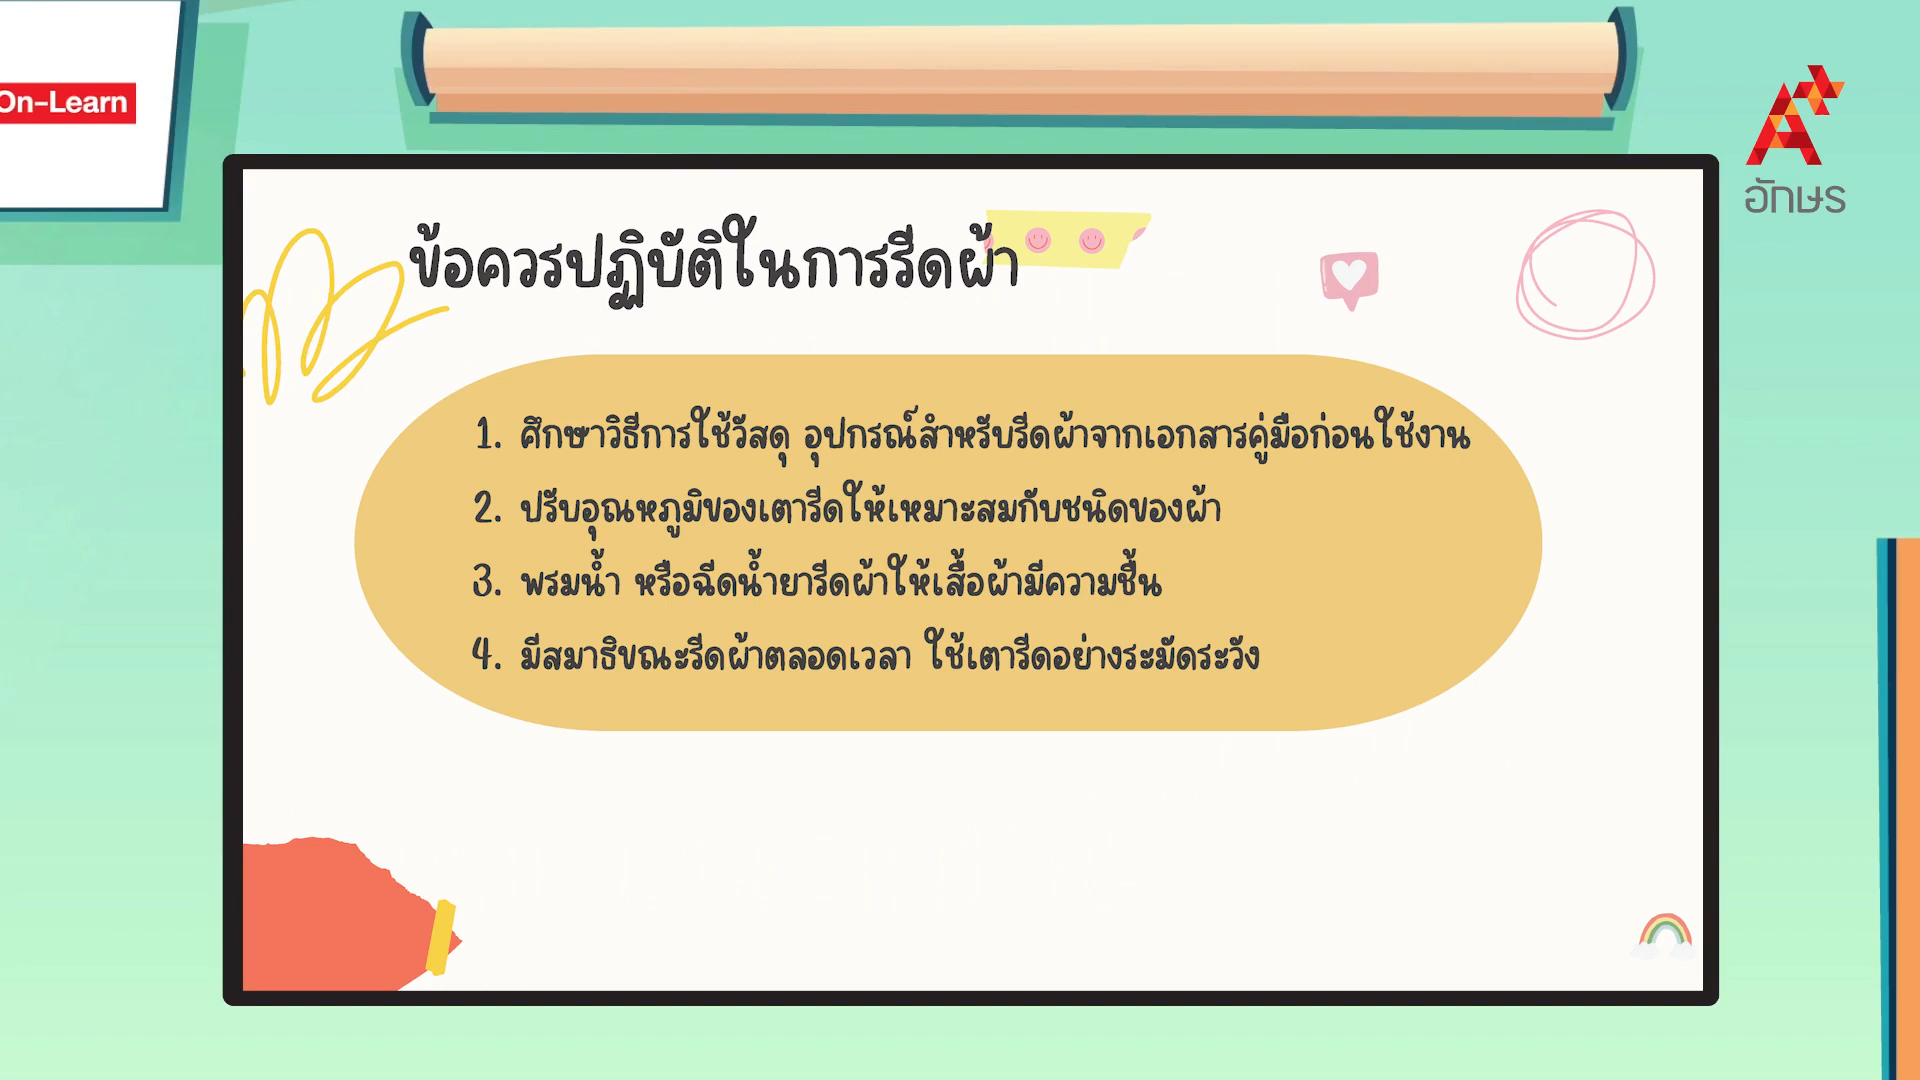 On-Learn
อักษร
ข้อควรปฏิบัติในการรีดผ้า
1. ศึกษาวิธีการใช้วัสดุ อุปกรณ์สำหรับรีดผ้าจากเอกสารคู่มือก่อนใช้งาน
2. ปรับอุณหภูมิของเตารีดให้เหมาะสมกับชนิดของผ้า
3. พรมน้ำ หรือฉีดน้ำยารีดผ้าให้เสื้อผ้ามีความชื้น
4. มีสมาธิขณะรีดผ้าตลอดเวลา ใช้เตารีดอย่างระมัดระวัง